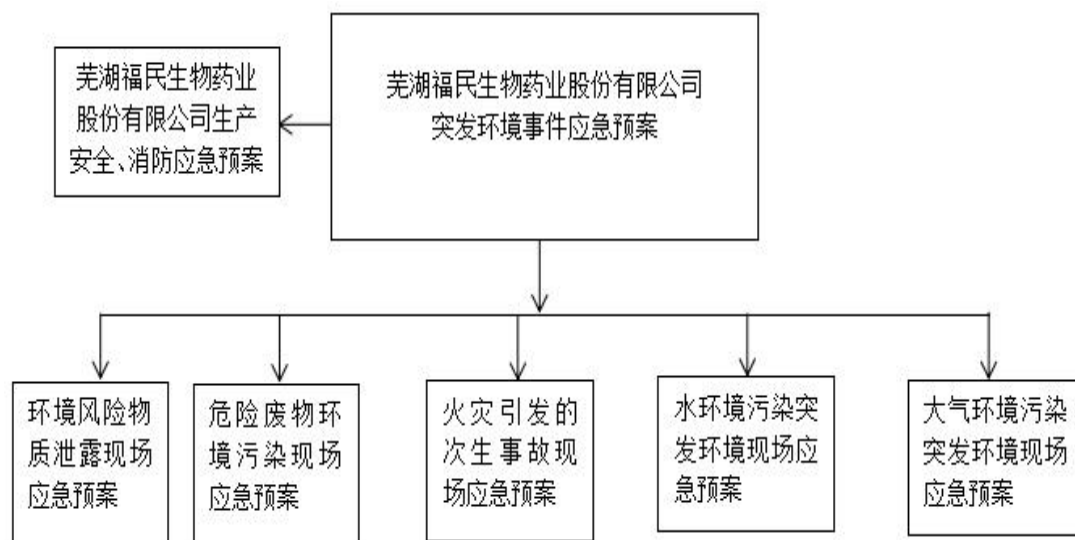 芜湖福民生物药业
股份有限公司生产
安全、消防应急预案
芜湖福民生物药业股份有限公司
突发环境事件应急预案
环境风险物
质泄露现场
应急预案
危险废物环
境污染现场
应急预案
火灾引发的
次生事故现
场应急预案
水环境污染突
发环境现场应
急预案
大气环境污染
突发环境现场
应急预案